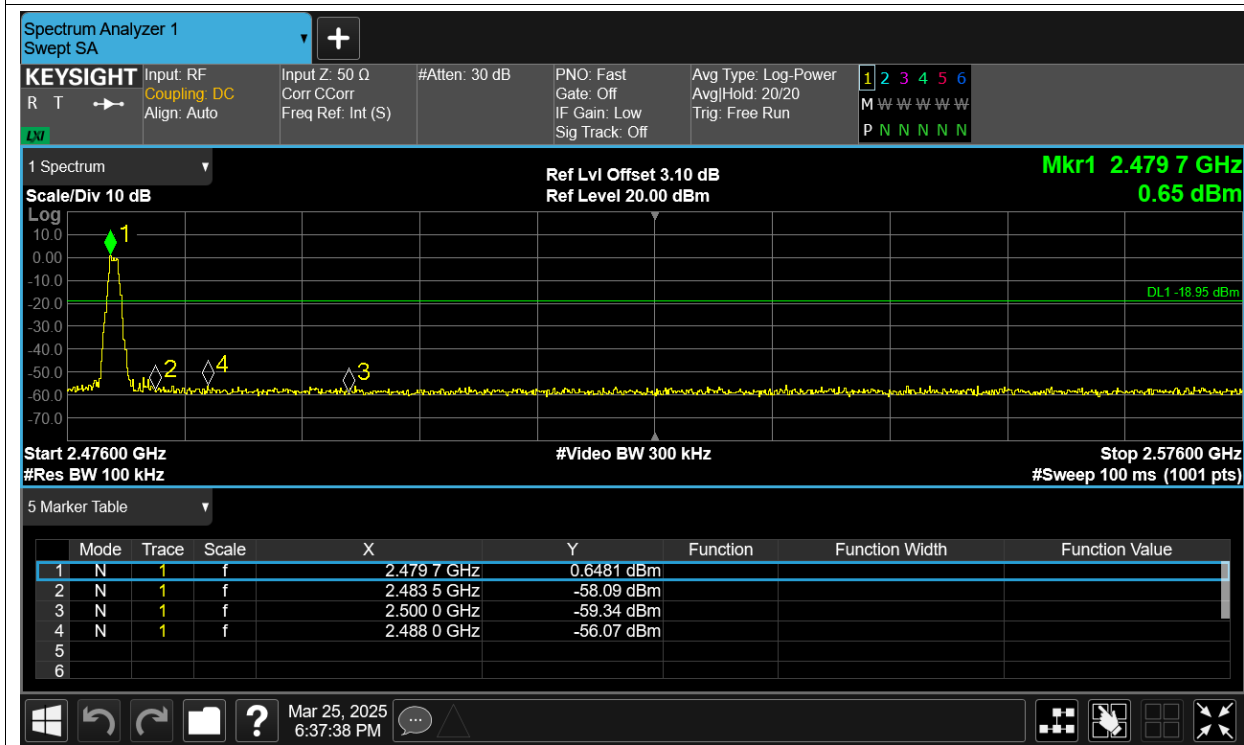 Spectrum Analyzer 1
Swept SA
KEYSIGHT
R T
LXI
Input: RF
Coupling: DC
Align: Auto
Input Z: 50 Ω
Corr CCorr
Freq Ref: Int (S)
#Atten: 30 dB
PNO: Fast
Gate: Off
IF Gain: Low
Sig Track: Off
Avg Type: Log-Power
Avg|Hold: 20/20
Trig: Free Run
1 2 3 4 5 6
M W W W W W
P N N N N N
1 Spectrum
Scale/Div 10 dB
Ref Lvl Offset 3.10 dB
Ref Level 20.00 dBm
Mkr1 2.479 7 GHz
0.65 dBm
Log
10.0
0.00
-10.0
-20.0
-30.0
-40.0
-50.0
-60.0
-70.0
1
DL1 -18.95 dBm
2
4
3
Start 2.47600 GHz
#Video BW 300 kHz
Stop 2.57600 GHz
#Res BW 100 kHz
#Sweep 100 ms (1001 pts)
5 Marker Table
Mode Trace Scale X Y Function Function Width Function Value
1 N 1 f 2.479 7 GHz 0.6481 dBm
2 N 1 f 2.483 5 GHz -58.09 dBm
3 N 1 f 2.500 0 GHz -59.34 dBm
4 N 1 f 2.488 0 GHz -56.07 dBm
5
6
?
Mar 25, 2025
6:37:38 PM